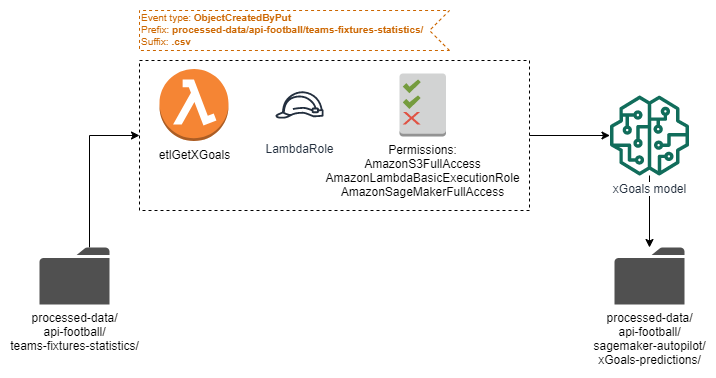 Event type: ObjectCreatedByPut
Prefix: processed-data/api-football/teams-fixtures-statistics/
Suffix: .csv
etlGetXGoals
LambdaRole
Permissions:
AmazonS3FullAccess
AmazonLambdaBasicExecutionRole
AmazonSageMakerFullAccess
xGoals model
processed-data/
api-football/
teams-fixtures-statistics/
processed-data/
api-football/
sagemaker-autopilot/
xGoals-predictions/